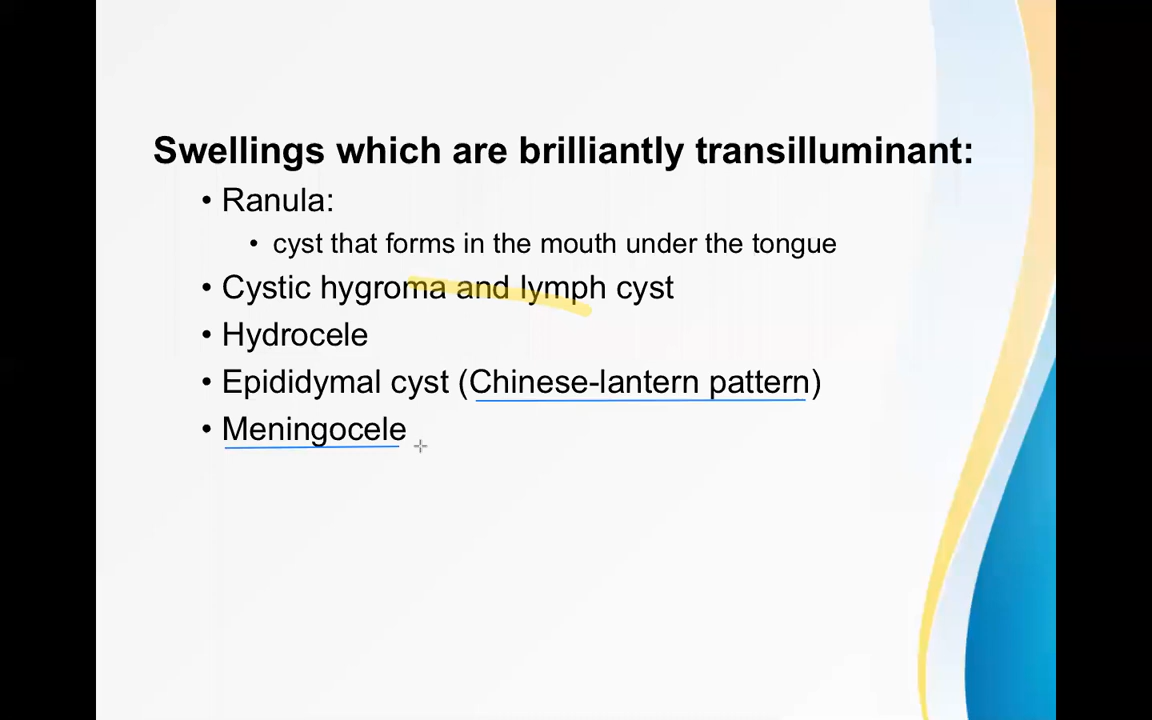 Swellings which are brilliantly transilluminant:
• Ranula:
• cyst that forms in the mouth under the tongue
• Cystic hygroma and lymph cyst
• Hydrocele
• Epididymal cyst (Chinese-lantern pattern)
• Meningocele